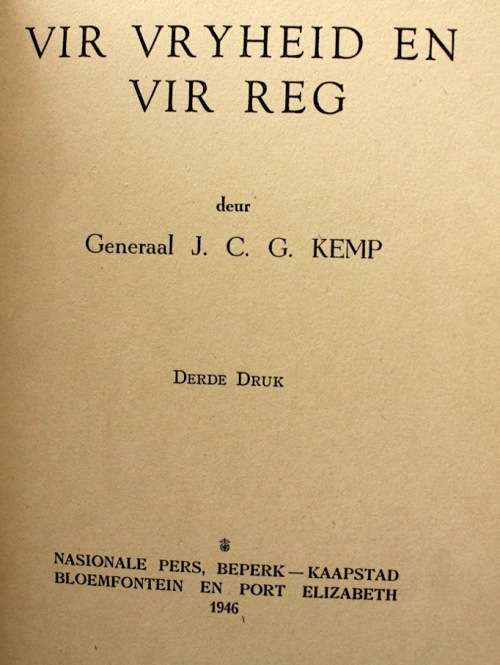 VIR VRYHEID EN
VIR REG
deur
Generaal J. C. G. KEMP
DERDE DRUK
NASIONALE PERS, BEPERK — KAAPSTAD
BLOEMFONTEIN EN PORT ELIZABETH
1946